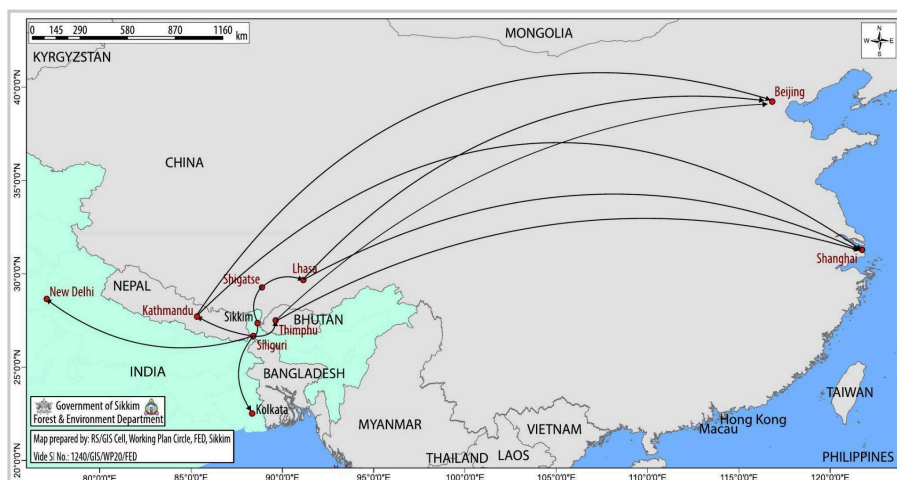 0 145 290 580 870 1160
km
MONGOLIA
N
W E
S
KYRGYZSTAN
40°0'0"N
Beijing
CHINA
35°0'0"N
30°0'0"N
Lhasa
Shigatse
Shanghai
New Delhi
NEPAL
Kathmandu
Sikkim
BHUTAN
Thimphu
Siliguri
25°0'0"N
INDIA
BANGLADESH
TAIWAN
Kolkata
Hong Kong
Macau
MYANMAR
VIETNAM
LAOS
THAILAND
PHILIPPINES
20°0'0"N
Government of Sikkim
Forest & Environment Department
Map prepared by: RS/GIS Cell, Working Plan Circle, FED, Sikkim
Vide Sl No.: 1240/GIS/WP20/FED
80°0'0"E 85°0'0"E 90°0'0"E 95°0'0"E 100°0'0"E 105°0'0"E 110°0'0"E 115°0'0"E 120°0'0"E